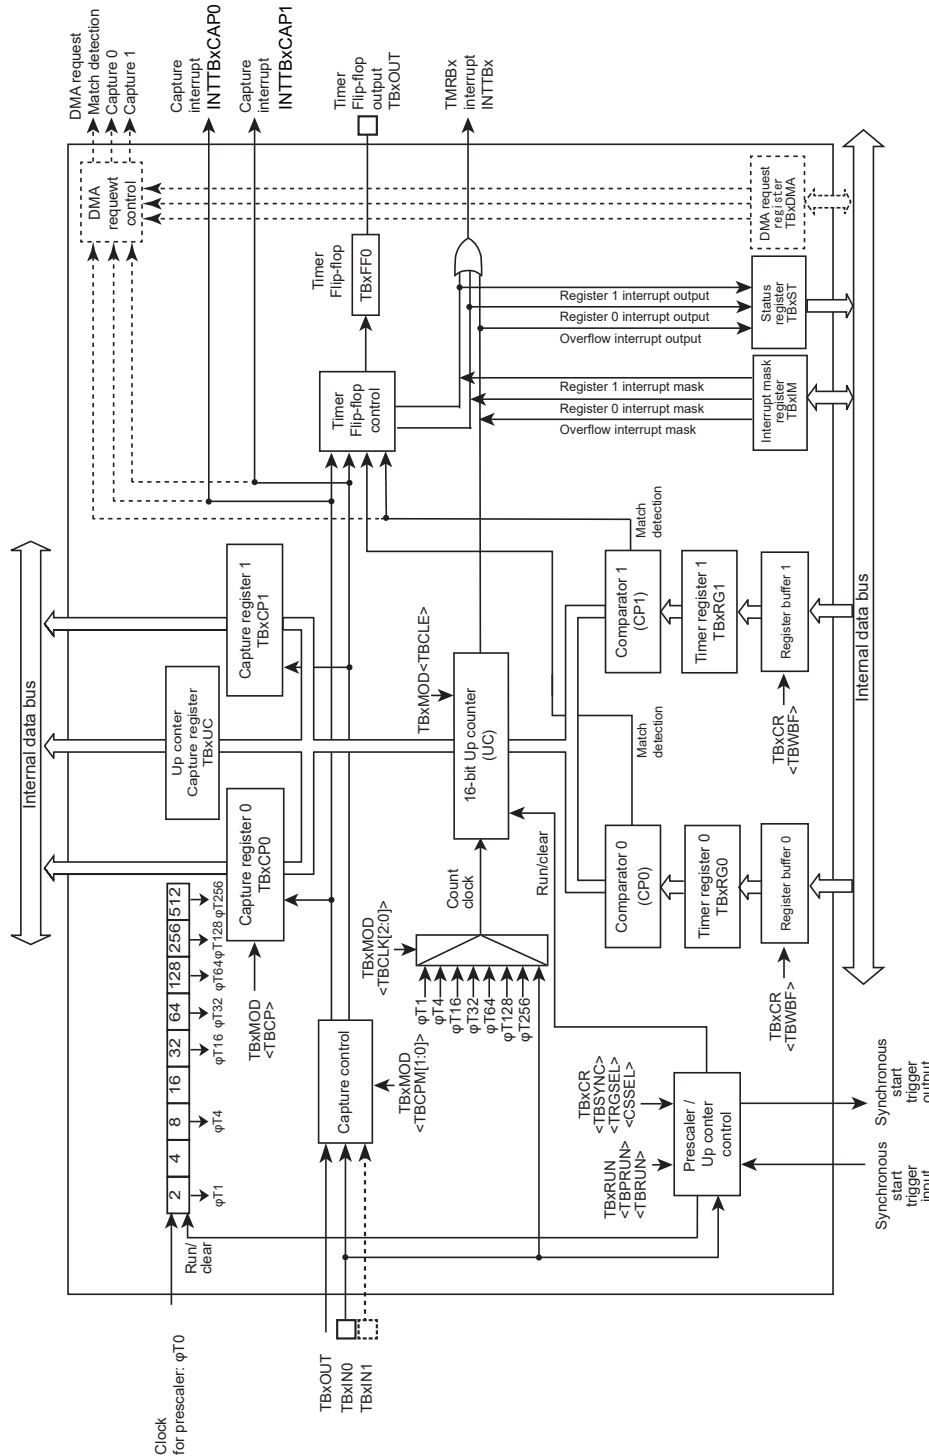 Clock
for prescaler: φT0
Run/
clear
2
4
8
16
32
64
128
256
512
φT1
φT4
φT16
φT32
φT64
φT128
φT256
Internal data bus
TBxMOD
<TBCP>
Capture register 0
TBxCP0
Up conter
Capture register
TBxUC
Capture register 1
TBxCP1
DMA request
Match detection
Capture 0
Capture 1
DMA
requewt
control
Capture
interrupt
INTTBxCAP0
Capture
interrupt
INTTBxCAP1
TBxOUT
TBxIN0
TBxIN1
Capture control
TBxMOD
<TBCPM[1:0]>
TBxMOD
<TBCLK[2:0]>
φT1
φT4
φT16
φT32
φT64
φT128
φT256
Count
clock
Run/clear
TBxMOD<TBCLE>
16-bit Up counter
(UC)
Timer
Flip-flop
control
Timer
Flip-flop
TBxFF0
Timer
Flip-flop
output
TBxOUT
TMRBx
interrupt
INTTBx
TBxRUN
<TBPRUN>
<TBRUN>
TBxCR
<TBSYNC>
<TRGSEL>
<CSSEL>
Prescaler /
Up conter
control
Synchronous
start
trigger
input
Synchronous
start
trigger
output
Match
detection
Comparator 0
(CP0)
Timer register 0
TBxRG0
Register buffer 0
TBxCR
<TBWBF>
Match
detection
Comparator 1
(CP1)
Timer register 1
TBxRG1
Register buffer 1
TBxCR
<TBWBF>
Register 1 interrupt mask
Register 0 interrupt mask
Overflow interrupt mask
Interrupt mask
register
TBxIM
Register 1 interrupt output
Register 0 interrupt output
Overflow interrupt output
Status
register
TBxST
DMA request
register
TBxDMA
Internal data bus